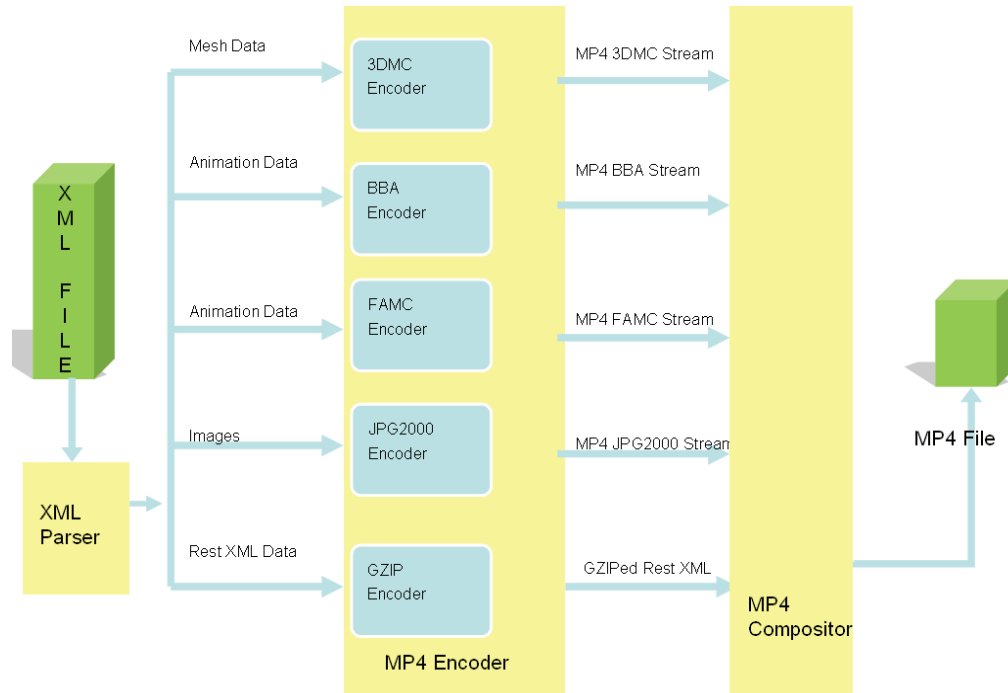 XML FILE
XML
Parser
Mesh Data
Animation Data
Animation Data
Images
Rest XML Data
3DMC
Encoder
BBA
Encoder
FAMC
Encoder
JPG2000
Encoder
GZIP
Encoder
MP4 Encoder
MP4 3DMC Stream
MP4 BBA Stream
MP4 FAMC Stream
MP4 JPG2000 Stream
GZIPed Rest XML
MP4
Compositor
MP4 File